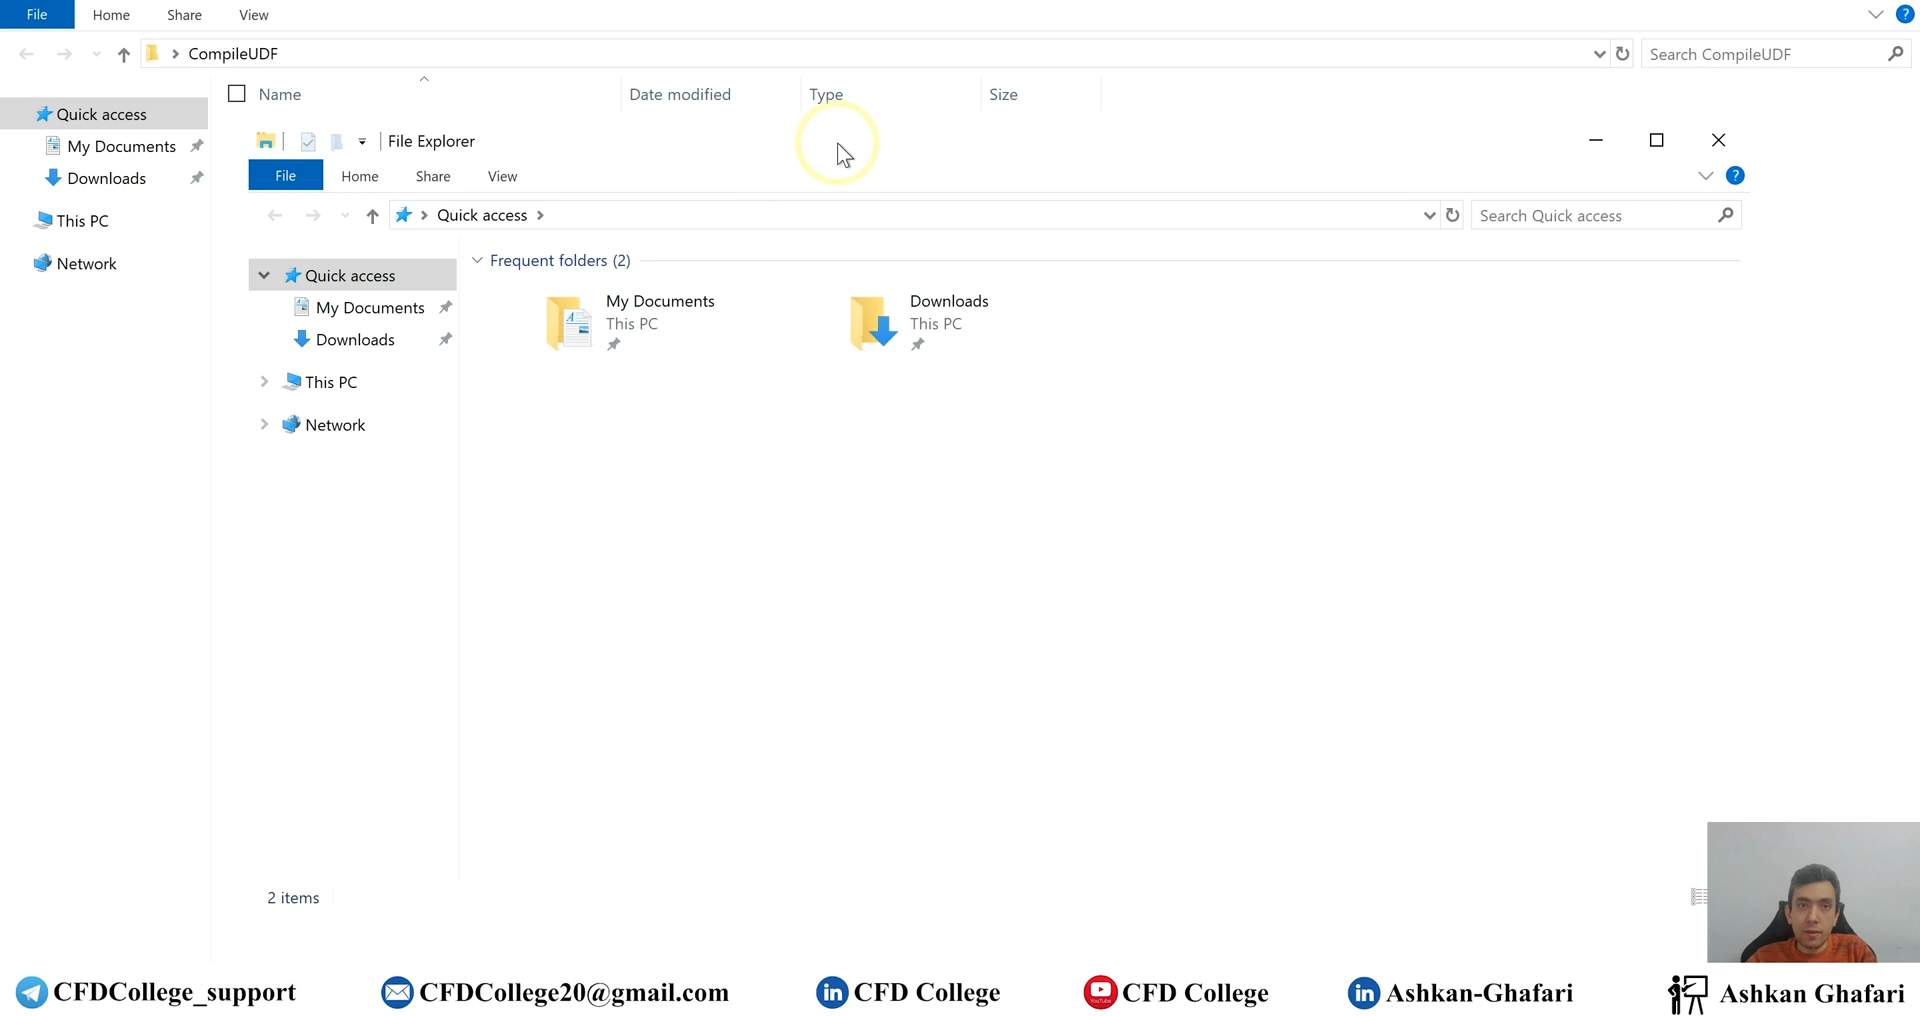 File Home Share View
CompileUDF
Search CompileUDF
Name Date modified Type Size
Quick access
My Documents
Downloads
This PC
Network
File Explorer
File Home Share View
Quick access
Search Quick access
Quick access
My Documents
Downloads
This PC
Network
Frequent folders (2)
My Documents
This PC
Downloads
This PC
2 items
CFDCollege_support CFDCollege20@gmail.com CFD College CFD College Ashkan-Ghafari Ashkan Ghafari